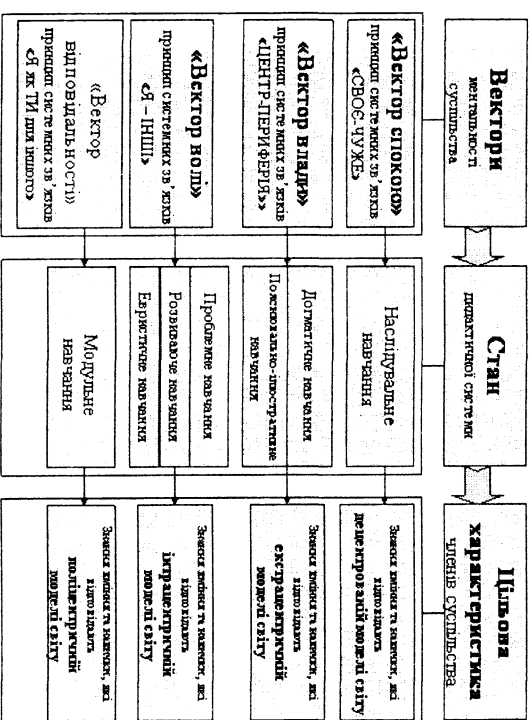 Вектори
ментальності
суспільства
Стан
дидактичної системи
Цільова
характеристика
членів суспільства
«Вектор спокою»
принцип системних зв’язків
«СВОЄ-ЧУЖЕ»
Наслідувальне
навчання
Знання вміння та навички, які
відповідають
децентрованій моделі світу
«Вектор влади»
принцип системних зв’язків
«ЦЕНТР-ПЕРИФЕРІЯ»»
Догматичне навчання
Пояснювально-ілюстративне
навчання
Знання вміння та навички, які
відповідають
екстрацентричній
моделі світу
«Вектор волі»
принцип системних зв’язків
«Я – ІНШІ»
Проблемне навчання
Розвиваюче навчання
Евристичне навчання
Знання вміння та навички, які
відповідають
інтрацентричній
моделі світу
«Вектор
відповідальності»
принцип системних зв’язків
«Я як ТИ для іншого»
Модульне
навчання
Знання вміння та навички, які
відповідають
поліцентричній
моделі світу